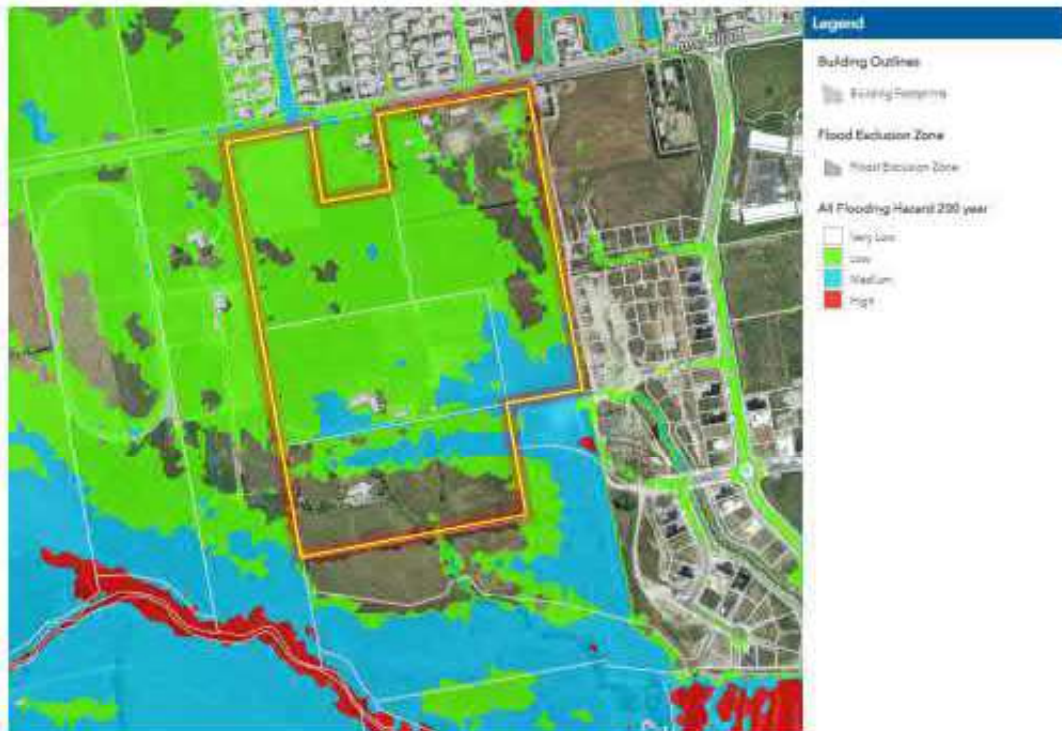 Legend
Building Outlines
Building Footprints
Flood Exclusion Zone
Flood Exclusion Zone
All Flooding Hazard 200 year
Very Low
Low
Medium
High